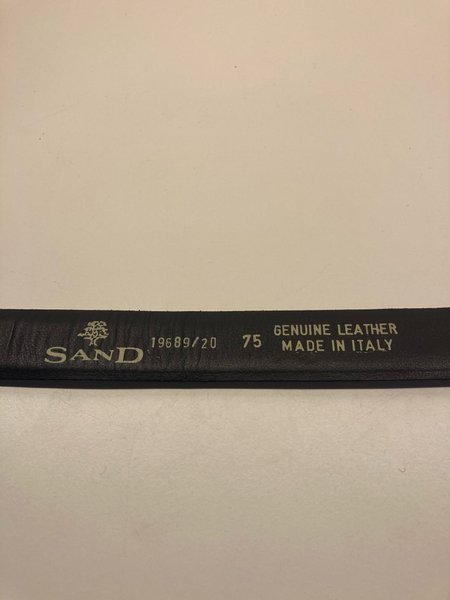 SAND 19689/20 75 GENUINE LEATHER
MADE IN ITALY